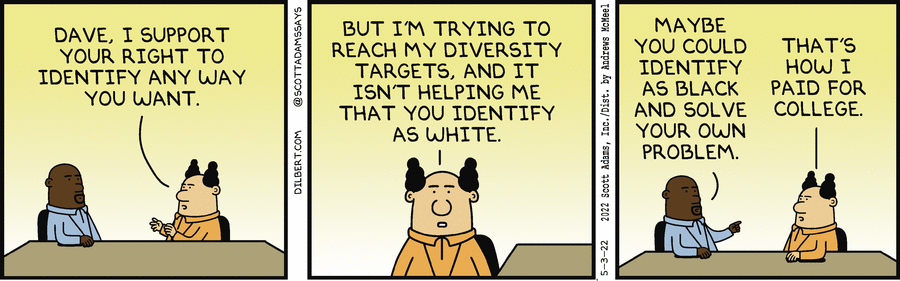 DAVE, I SUPPORT
YOUR RIGHT TO
IDENTIFY ANY WAY
YOU WANT.
DILBERT.COM @SCOTTADAMSSAYS
BUT I'M TRYING TO
REACH MY DIVERSITY
TARGETS, AND IT
ISN'T HELPING ME
THAT YOU IDENTIFY
AS WHITE.
5-3-22 2022 Scott Adams, Inc./Dist. by Andrews McMeel
MAYBE
YOU COULD
IDENTIFY
AS BLACK
AND SOLVE
YOUR OWN
PROBLEM.
THAT'S
HOW I
PAID FOR
COLLEGE.